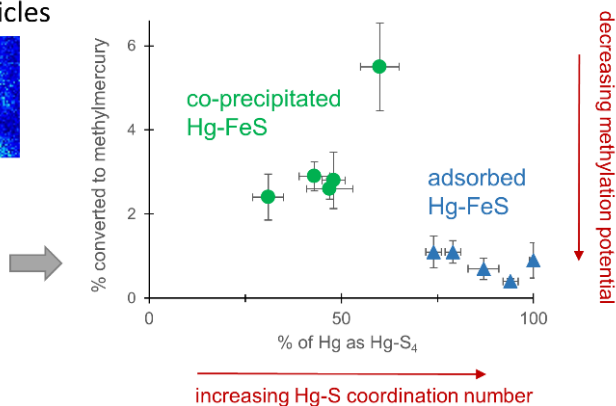 icles
% converted to methylmercury
6
4
2
0
co-precipitated
Hg-FeS
adsorbed
Hg-FeS
0
50
100
% of Hg as Hg-S₄
increasing Hg-S coordination number
decreasing methylation potential